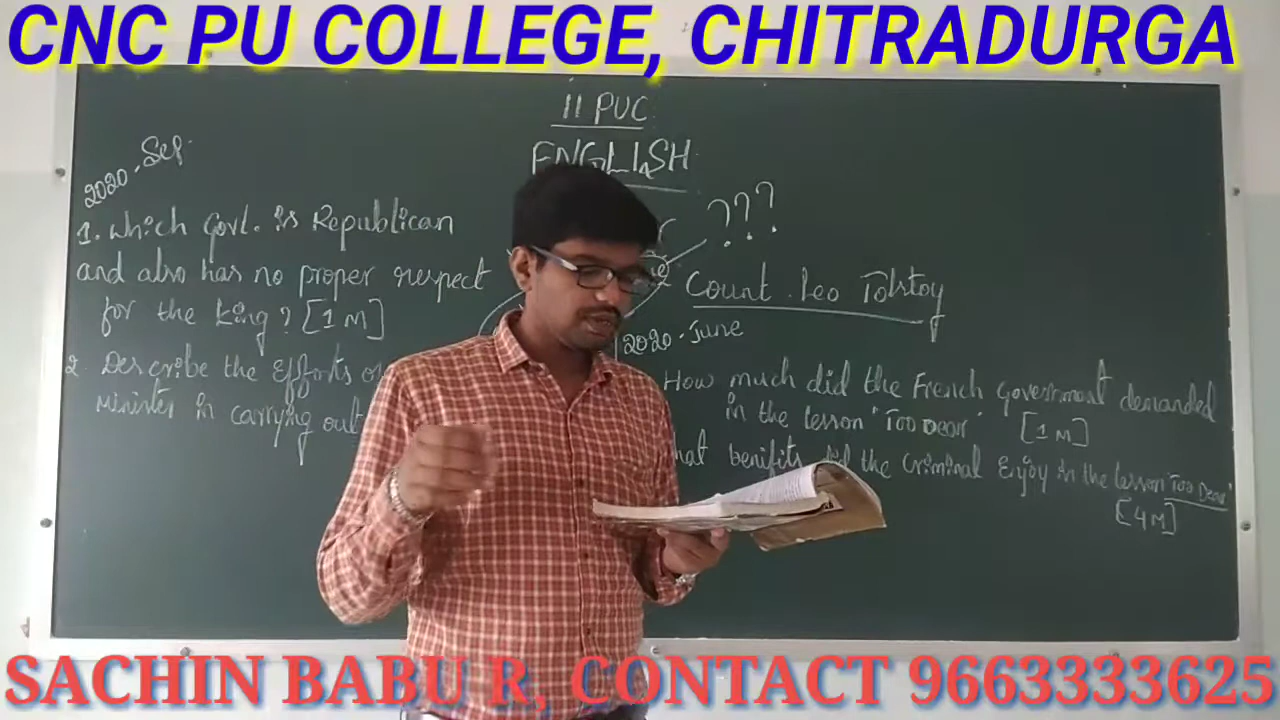 CNC PU COLLEGE, CHITRADURGA
II PUC
ENGLISH
???
Count Leo Tolstoy
2020 - Sep
1. Which Govt. is Republican
and also has no proper respect
for the king? [1 M]
2. Describe the Efforts
Minister in carrying out
2020 - June
How much did the French Government demanded
in the lesson 'Too Dear' [1 M]
benifits did the Criminal Enjoy in the lesson 'Too Dear'
[4 M]
SACHIN BABU R, CONTACT 9663333625